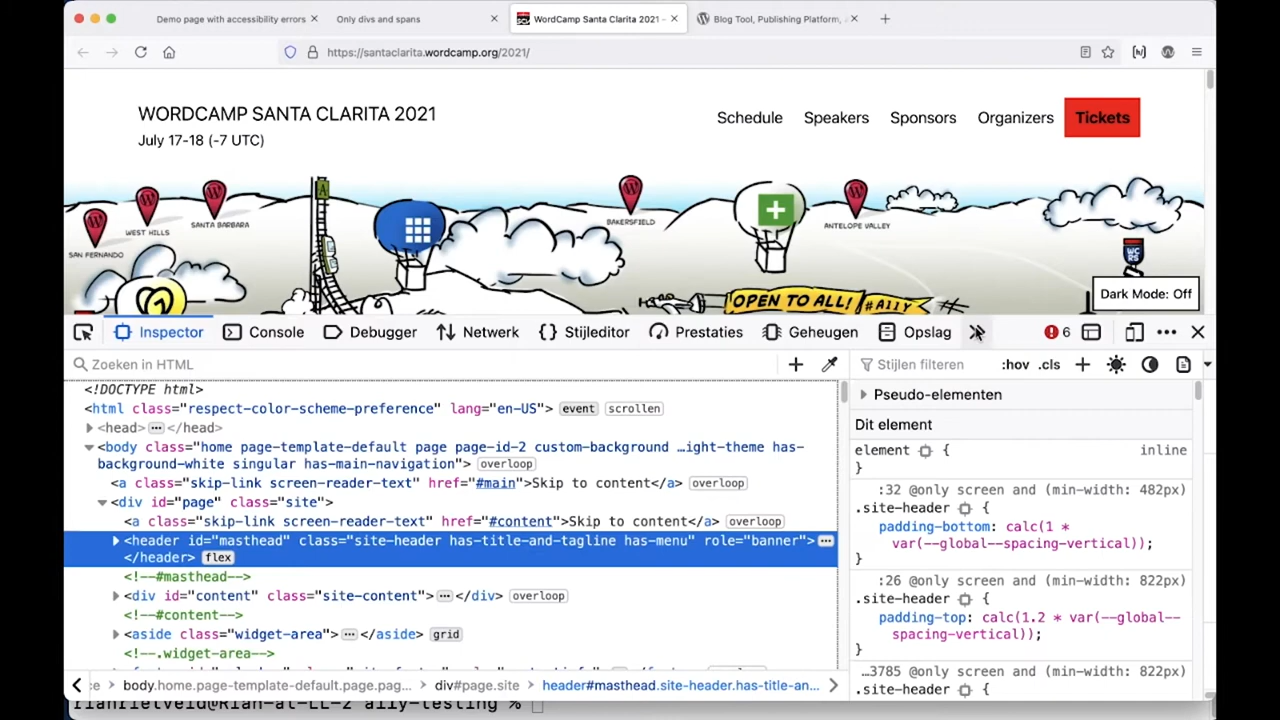 Demo page with accessibility errors
Only divs and spans
WordCamp Santa Clarita 2021 –
Blog Tool, Publishing Platform,
https://santaclarita.wordcamp.org/2021/
WORDCAMP SANTA CLARITA 2021
July 17-18 (-7 UTC)
Schedule Speakers Sponsors Organizers Tickets
A
SAN FERNANDO
WEST HILLS
SANTA BARBARA
BAKERSFIELD
ANTELOPE VALLEY
OPEN TO ALL! #A11Y
Dark Mode: Off
Inspector Console Debugger Netwerk Stijleditor Prestaties Geheugen Opslag 6
Zoeken in HTML
Stijlen filteren :hov .cls
<!DOCTYPE html>
<html class="respect-color-scheme-preference" lang="en-US"> event scrollen
<head> ⋯ </head>
<body class="home page-template-default page page-id-2 custom-background …ight-theme has-
background-white singular has-main-navigation"> overloop
<a class="skip-link screen-reader-text" href="#main">Skip to content</a> overloop
<div id="page" class="site">
<a class="skip-link screen-reader-text" href="#content">Skip to content</a> overloop
<header id="masthead" class="site-header has-title-and-tagline has-menu" role="banner"> ⋯
</header> flex
<!--#masthead-->
<div id="content" class="site-content"> ⋯ </div> overloop
<!--#content-->
<aside class="widget-area"> ⋯ </aside> grid
<!--.widget-area-->
Pseudo-elementen
Dit element
element { inline
}
:32 @only screen and (min-width: 482px)
.site-header {
padding-bottom: calc(1 *
var(--global--spacing-vertical));
}
:26 @only screen and (min-width: 822px)
.site-header {
padding-top: calc(1.2 * var(--global--
spacing-vertical));
}
…3785 @only screen and (min-width: 822px)
.site-header {
ce body.home.page-template-default.page.pag... div#page.site header#masthead.site-header.has-title-an...
rianrietveld@Rian-at-LL-2 a11y-testing %